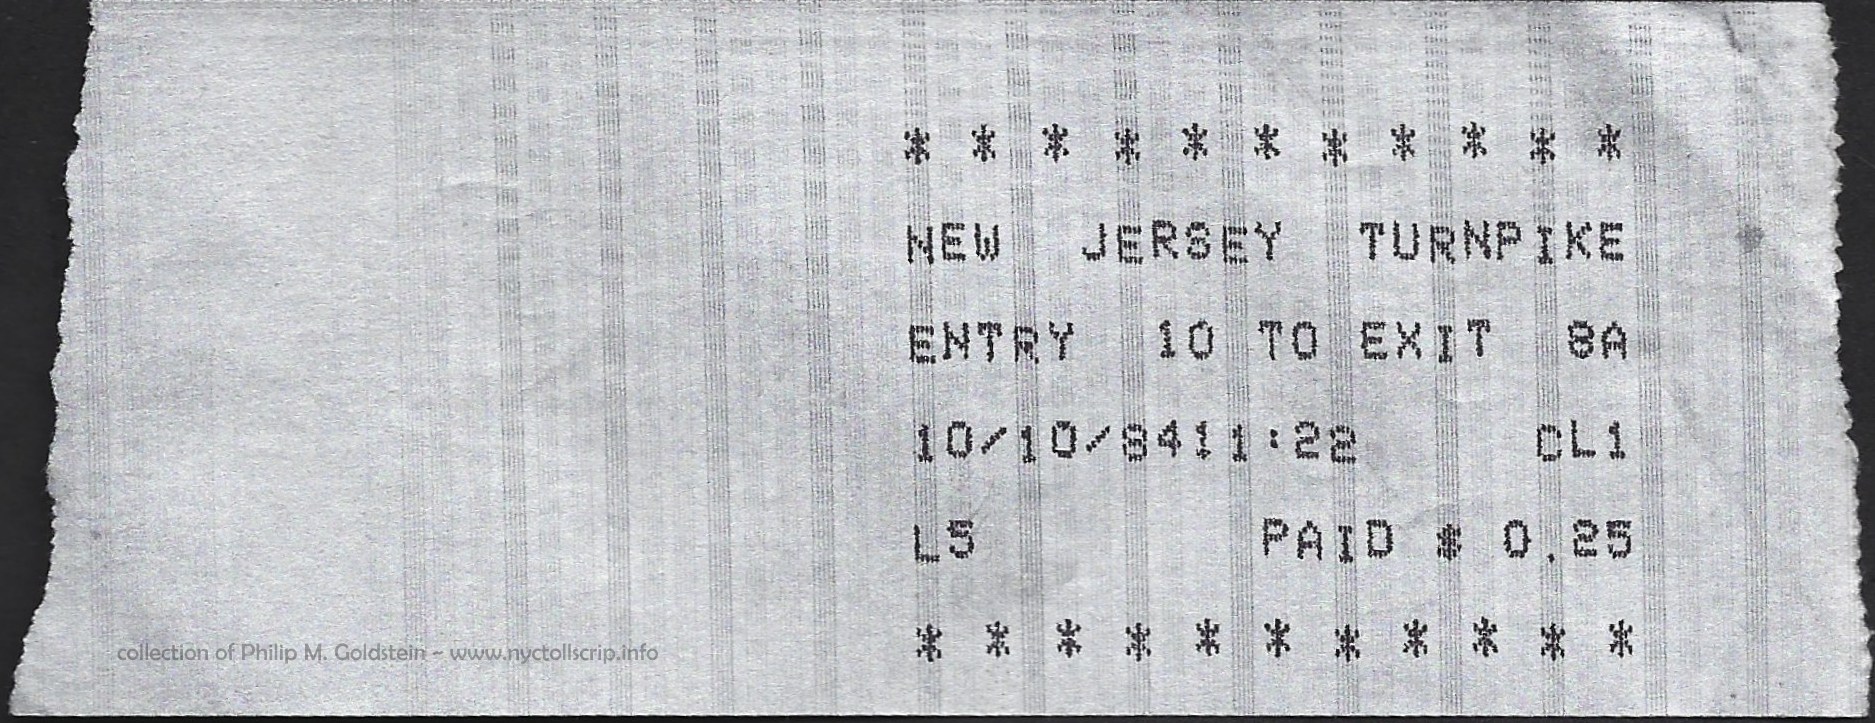 * * * * * * * * * * *
NEW JERSEY TURNPIKE
ENTRY 10 TO EXIT 8A
10/10/8411:22 CL1
L5 PAID $ 0.25
* * * * * * * * * * *
collection of Philip M. Goldstein ~ www.nyctollscrip.info